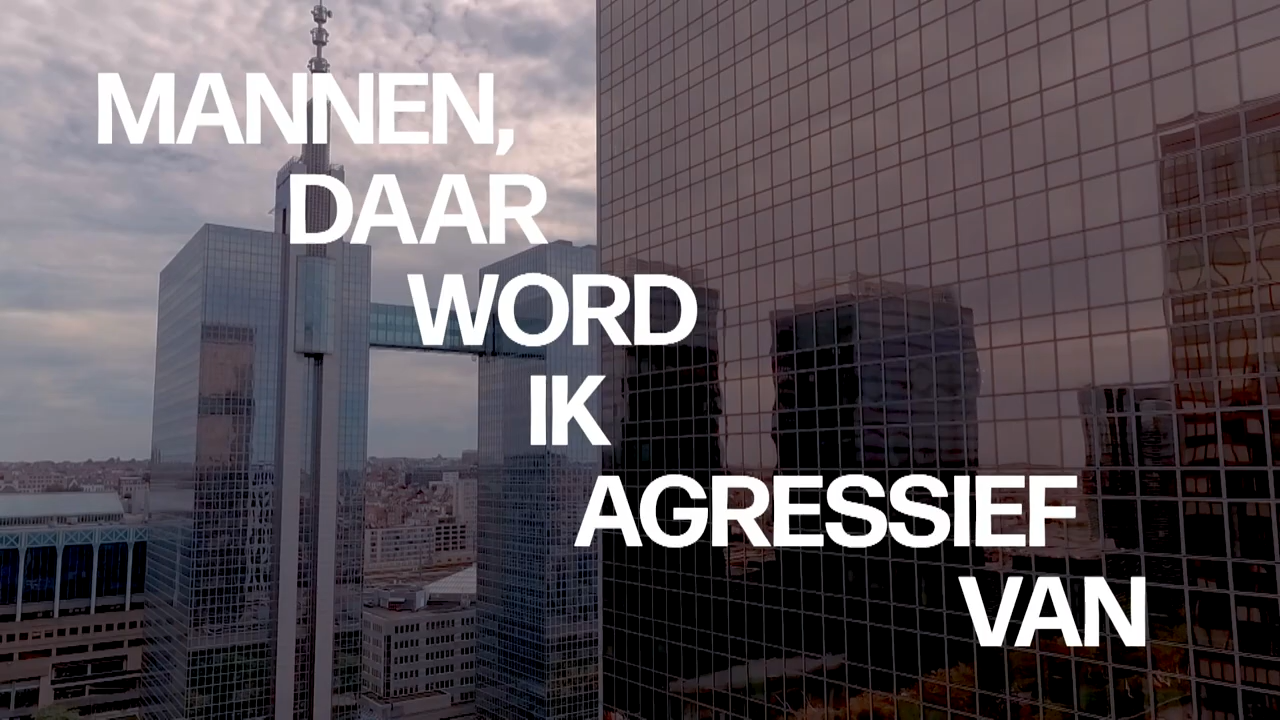 MANNEN,
DAAR
WORD
IK
AGRESSIEF
VAN